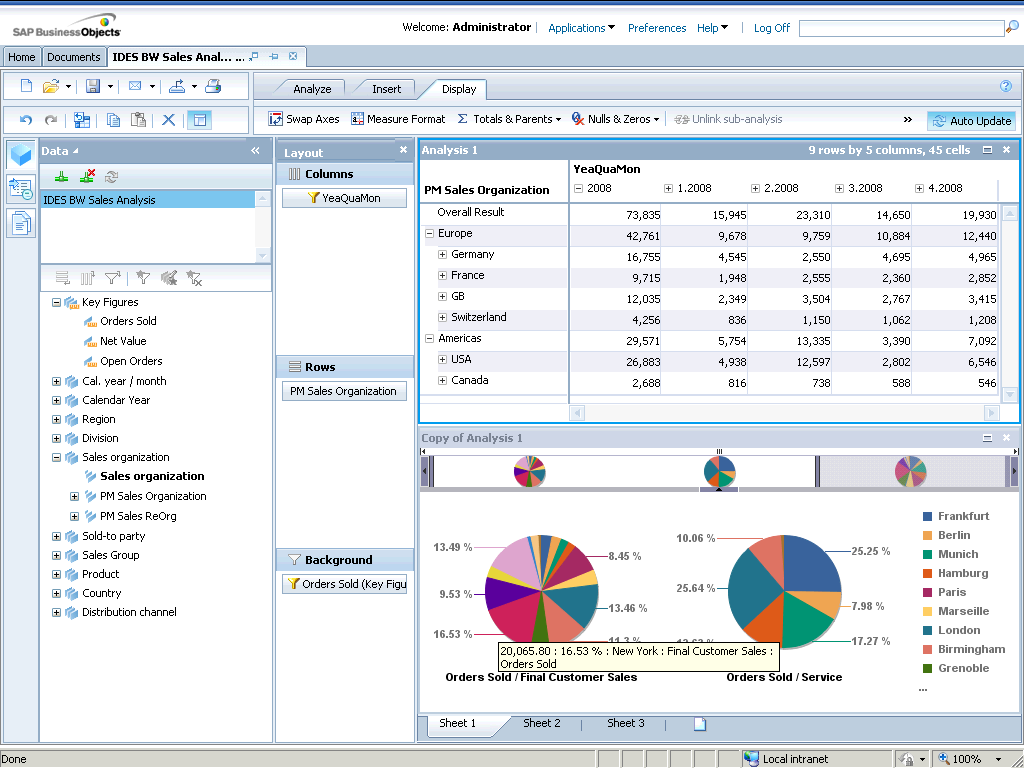 SAP BusinessObjects
Welcome: Administrator Applications Preferences Help Log Off
Home Documents IDES BW Sales Anal... ...
Analyze Insert Display
Swap Axes Measure Format Totals & Parents Nulls & Zeros Unlink sub-analysis » Auto Update
Data
IDES BW Sales Analysis
Key Figures
Orders Sold
Net Value
Open Orders
Cal. year / month
Calendar Year
Region
Division
Sales organization
Sales organization
PM Sales Organization
PM Sales ReOrg
Sold-to party
Sales Group
Product
Country
Distribution channel
Layout
Columns
YeaQuaMon
Rows
PM Sales Organization
Background
Orders Sold (Key Figu
Analysis 1 9 rows by 5 columns, 45 cells
YeaQuaMon
PM Sales Organization 2008 1.2008 2.2008 3.2008 4.2008
Overall Result 73,835 15,945 23,310 14,650 19,930
Europe 42,761 9,678 9,759 10,884 12,440
Germany 16,755 4,545 2,550 4,695 4,965
France 9,715 1,948 2,555 2,360 2,852
GB 12,035 2,349 3,504 2,767 3,415
Switzerland 4,256 836 1,150 1,062 1,208
Americas 29,571 5,754 13,335 3,390 7,092
USA 26,883 4,938 12,597 2,802 6,546
Canada 2,688 816 738 588 546
Copy of Analysis 1
13.49 %
8.45 %
9.53 %
13.46 %
16.53 %
10.06 %
25.25 %
25.64 %
7.98 %
17.27 %
20,065.80 : 16.53 % : New York : Final Customer Sales :
Orders Sold
Orders Sold / Final Customer Sales
Orders Sold / Service
Frankfurt
Berlin
Munich
Hamburg
Paris
Marseille
London
Birmingham
Grenoble
...
Sheet 1 Sheet 2 Sheet 3
Done Local intranet 100%